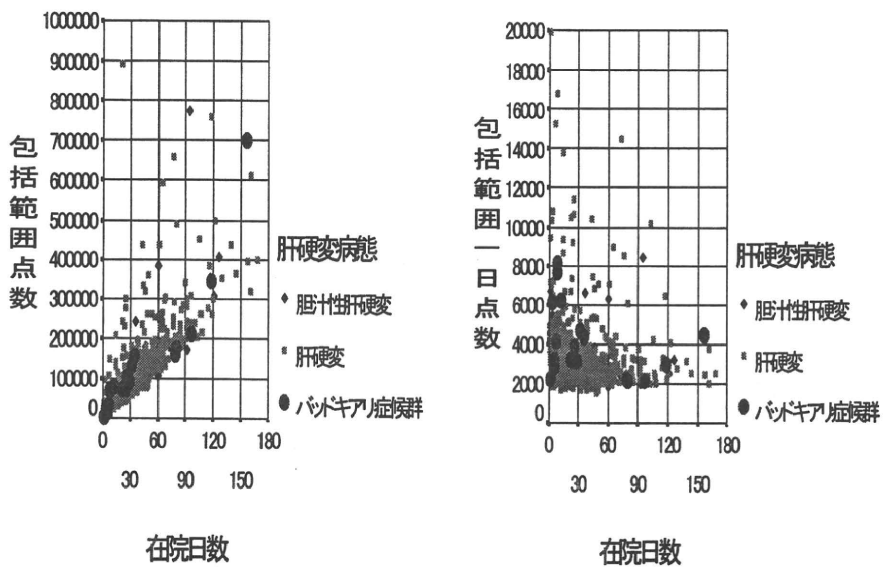 1000000
900000
800000
700000
600000
500000
400000
300000
200000
100000
0
包括範囲点数
0 60 120 180
30 90 150
在院日数
肝硬変病態
胆汁性肝硬変
肝硬変
バッドキアリ症候群
20000
18000
16000
14000
12000
10000
8000
6000
4000
2000
0
包括範囲一日点数
0 60 120 180
30 90 150
在院日数
肝硬変病態
胆汁性肝硬変
肝硬変
バッドキアリ症候群